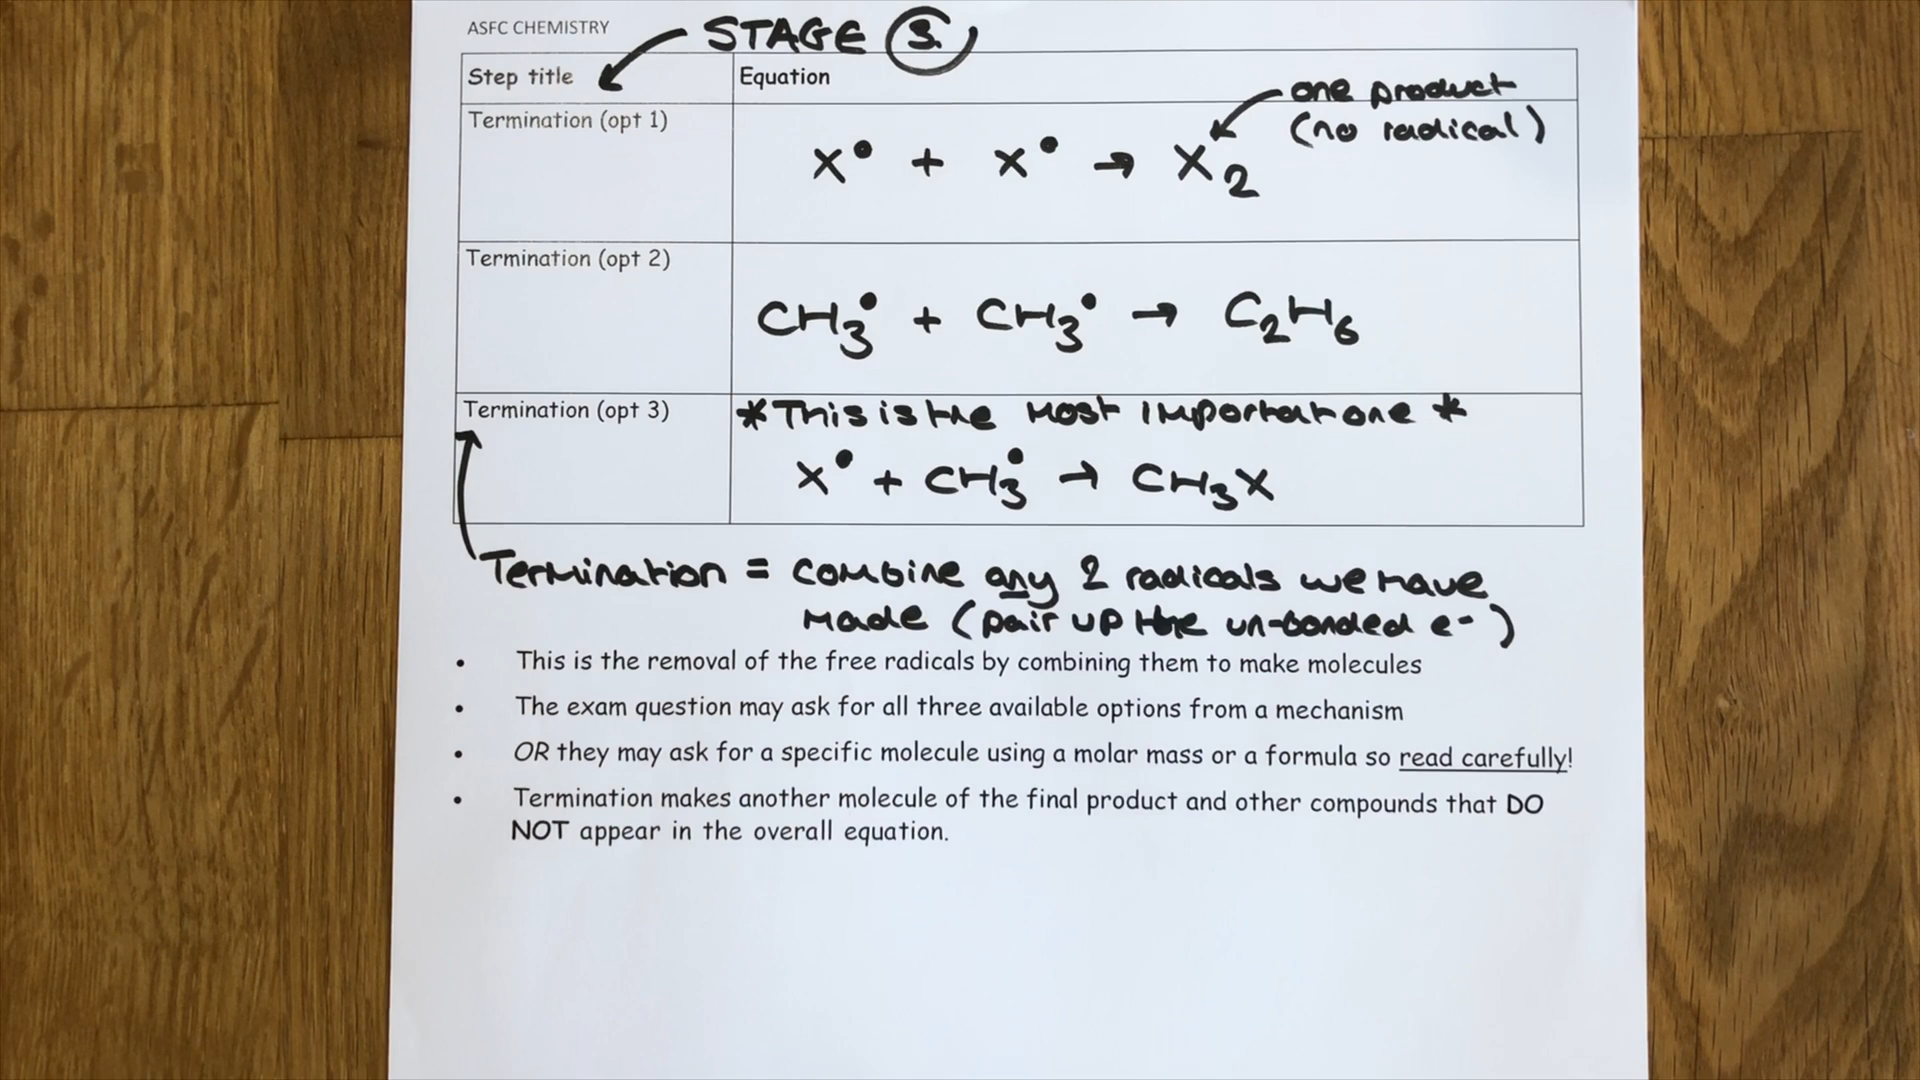 ASFC CHEMISTRY
STAGE 3.
Step title
Equation
one product
(no radical)
Termination (opt 1)
X• + X• → X₂
Termination (opt 2)
CH₃• + CH₃• → C₂H₆
Termination (opt 3)
*This is the most important one *
X• + CH₃• → CH₃X
Termination = combine any 2 radicals we have
made (pair up the un-bonded e-)
• This is the removal of the free radicals by combining them to make molecules
• The exam question may ask for all three available options from a mechanism
• OR they may ask for a specific molecule using a molar mass or a formula so read carefully!
• Termination makes another molecule of the final product and other compounds that DO
NOT appear in the overall equation.